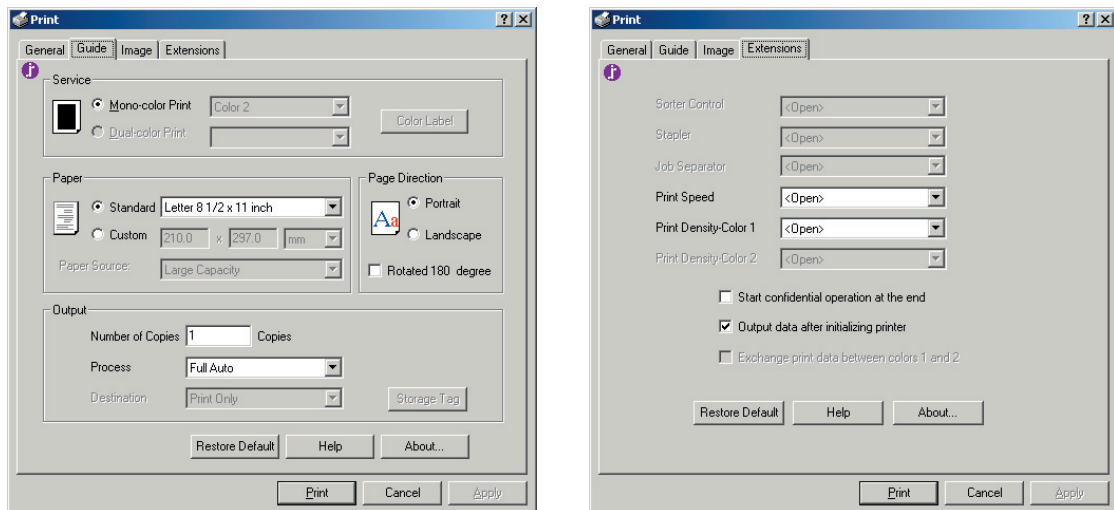 Print
General Guide Image Extensions
Service
Mono-color Print Color 2
Dual-color Print
Color Label
Paper
Standard Letter 8 1/2 x 11 inch
Custom 210.0 x 297.0 mm
Paper Source: Large Capacity
Page Direction
Portrait
Landscape
Rotated 180 degree
Output
Number of Copies 1 Copies
Process Full Auto
Destination Print Only
Storage Tag
Restore Default Help About...
Print Cancel Apply
Print
General Guide Image Extensions
Sorter Control <Open>
Stapler <Open>
Job Separator <Open>
Print Speed <Open>
Print Density-Color 1 <Open>
Print Density-Color 2 <Open>
Start confidential operation at the end
Output data after initializing printer
Exchange print data between colors 1 and 2
Restore Default Help About...
Print Cancel Apply